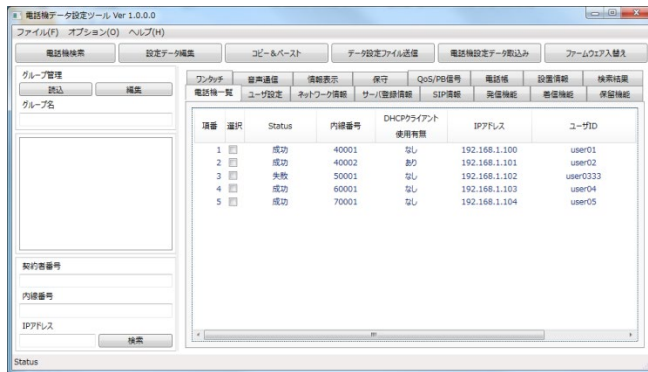 電話機データ設定ツール Ver 1.0.0.0
ファイル(F) オプション(O) ヘルプ(H)
電話機検索 設定データ編集 コピー&ペースト データ設定ファイル送信 電話機設定データ取込み ファームウェア入替え
グループ管理
読込 編集
グループ名
契約者番号
内線番号
IPアドレス
検索
ワンタッチ 音声通信 情報表示 保守 QoS/PB信号 電話帳 設置情報 検索結果
電話機一覧 ユーザ設定 ネットワーク情報 サーバ登録情報 SIP情報 発信機能 着信機能 保留機能
項番 選択 Status 内線番号 DHCPクライアント使用有無 IPアドレス ユーザID
1 成功 40001 なし 192.168.1.100 user01
2 成功 40002 あり 192.168.1.101 user02
3 失敗 50001 なし 192.168.1.102 user0333
4 成功 60001 なし 192.168.1.103 user04
5 成功 70001 なし 192.168.1.104 user05
Status